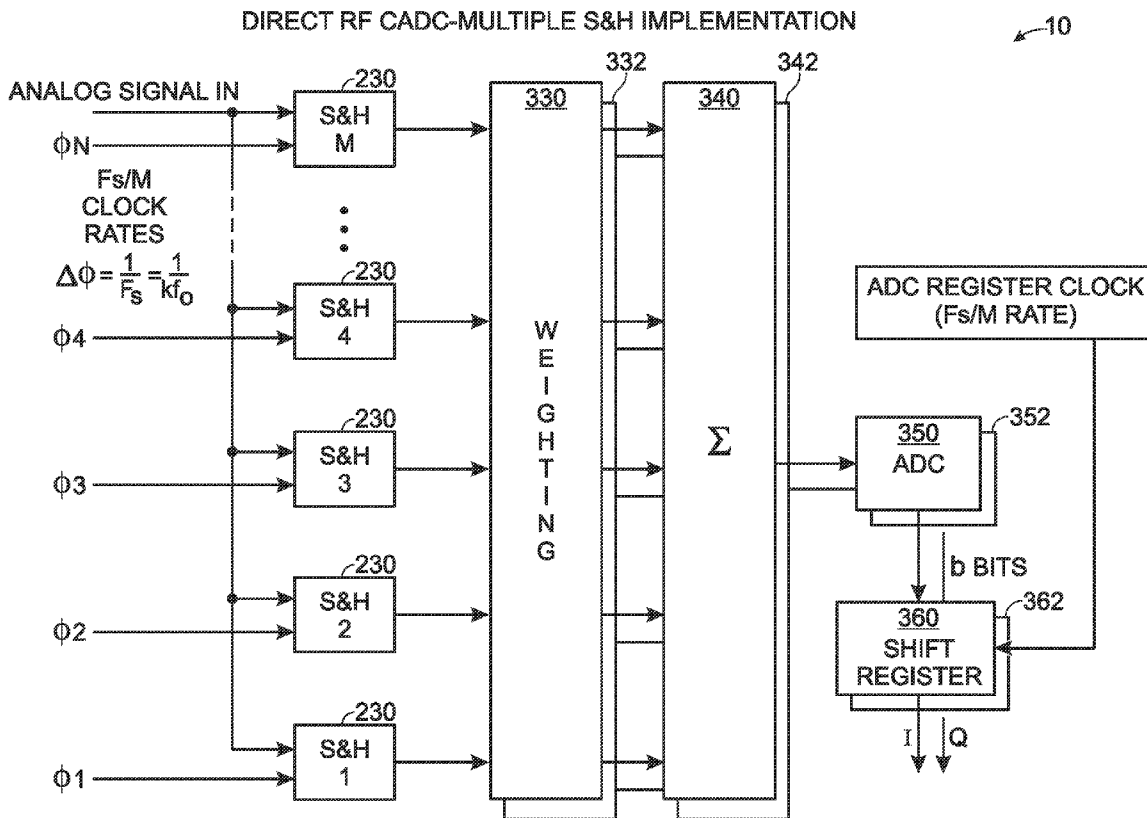 DIRECT RF CADC-MULTIPLE S&H IMPLEMENTATION
10
ANALOG SIGNAL IN
ϕN
Fs/M
CLOCK
RATES
Δϕ = 1/Fs = 1/kfo
ϕ4
ϕ3
ϕ2
ϕ1
230
S&H
M
230
S&H
4
230
S&H
3
230
S&H
2
230
S&H
1
330
332
WEIGHTING
340
342
Σ
ADC REGISTER CLOCK
(Fs/M RATE)
350
352
ADC
b BITS
360
362
SHIFT
REGISTER
I
Q